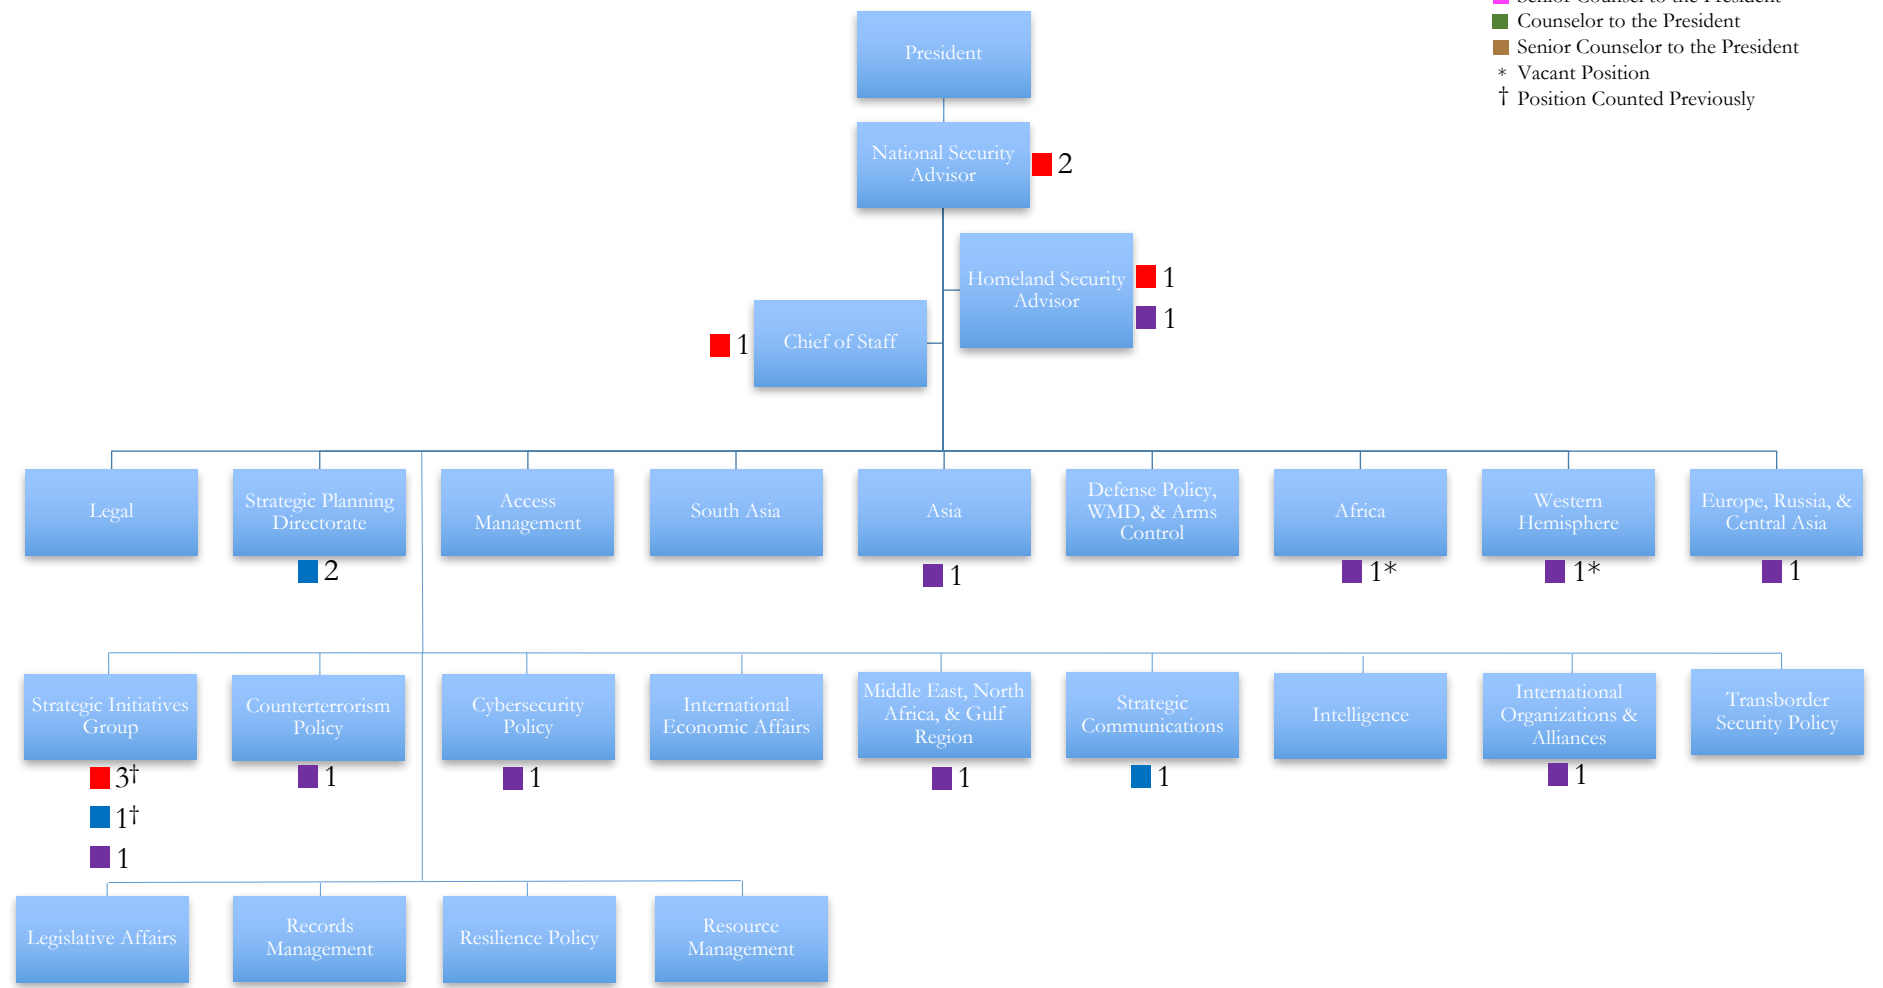 Senior Counsel to the President
Counselor to the President
Senior Counselor to the President
* Vacant Position
† Position Counted Previously
President
National Security
Advisor
2
Homeland Security
Advisor
1
1
Chief of Staff
1
Legal
Strategic Planning
Directorate
2
Access
Management
South Asia
Asia
1
Defense Policy,
WMD, & Arms
Control
Africa
1*
Western
Hemisphere
1*
Europe, Russia, &
Central Asia
1
Strategic Initiatives
Group
3†
1†
1
Counterterrorism
Policy
1
Cybersecurity
Policy
1
International
Economic Affairs
Middle East, North
Africa, & Gulf
Region
1
Strategic
Communications
1
Intelligence
International
Organizations &
Alliances
1
Transborder
Security Policy
Legislative Affairs
Records
Management
Resilience Policy
Resource
Management